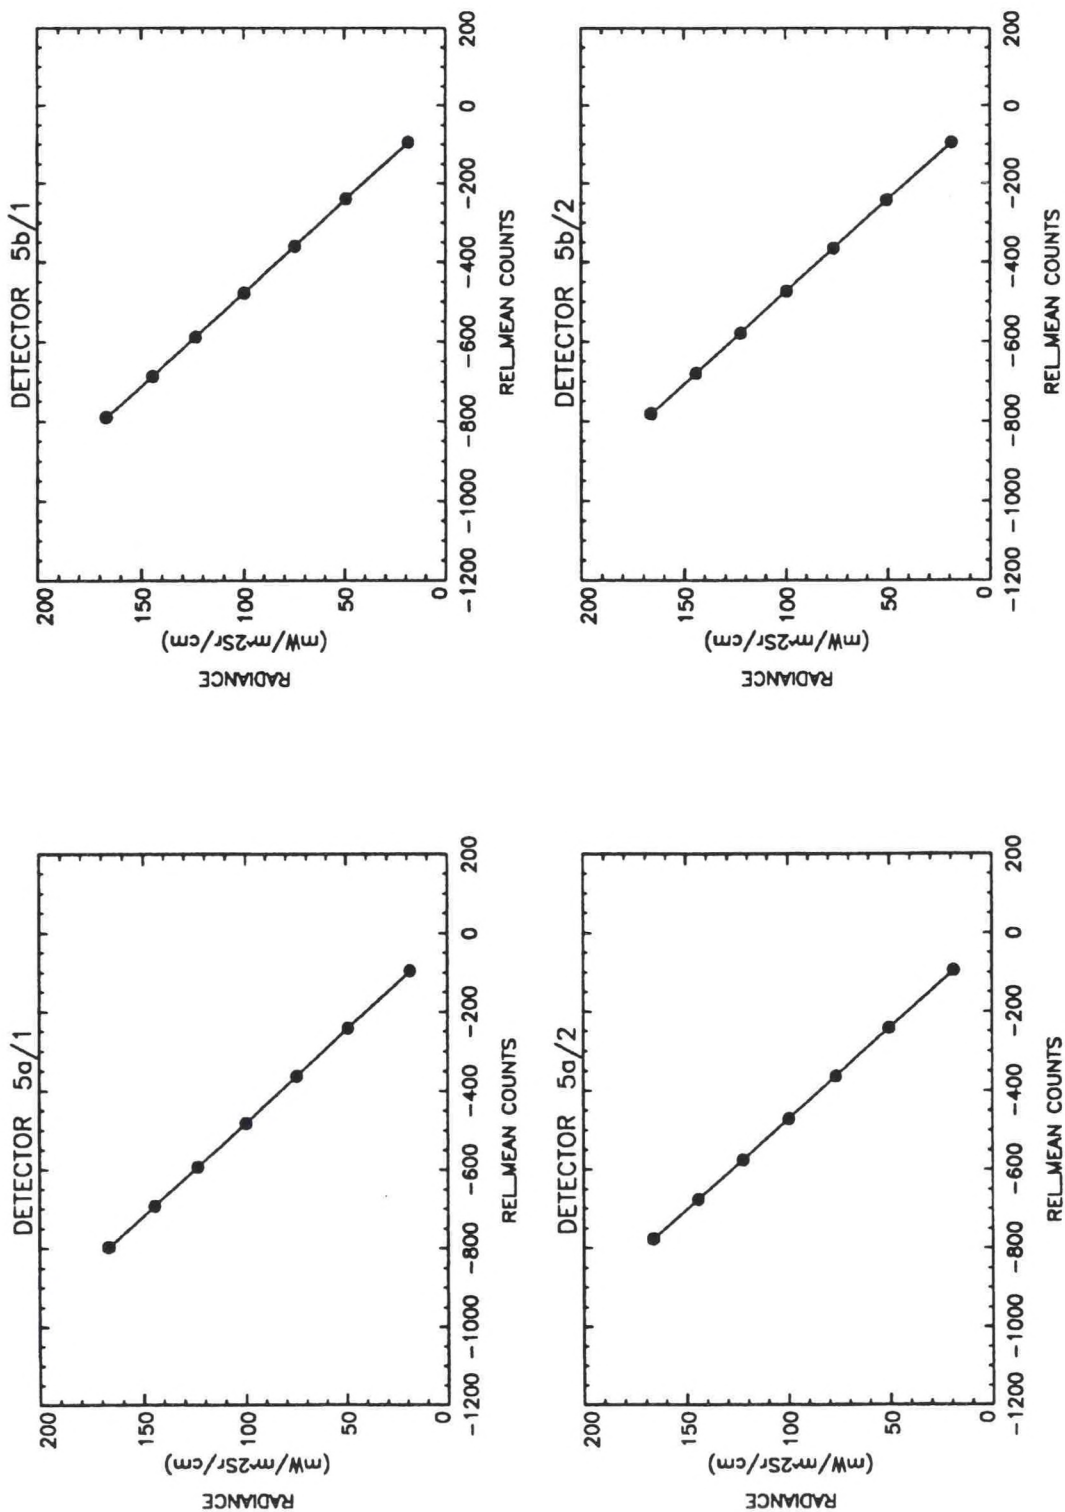 DETECTOR 5a/1
200
150
100
50
0
RADIANCE
(mW/m^2Sr/cm)
-1200 -1000 -800 -600 -400 -200 0 200
REL_MEAN COUNTS
DETECTOR 5b/1
200
150
100
50
0
RADIANCE
(mW/m^2Sr/cm)
-1200 -1000 -800 -600 -400 -200 0 200
REL_MEAN COUNTS
DETECTOR 5a/2
200
150
100
50
0
RADIANCE
(mW/m^2Sr/cm)
-1200 -1000 -800 -600 -400 -200 0 200
REL_MEAN COUNTS
DETECTOR 5b/2
200
150
100
50
0
RADIANCE
(mW/m^2Sr/cm)
-1200 -1000 -800 -600 -400 -200 0 200
REL_MEAN COUNTS